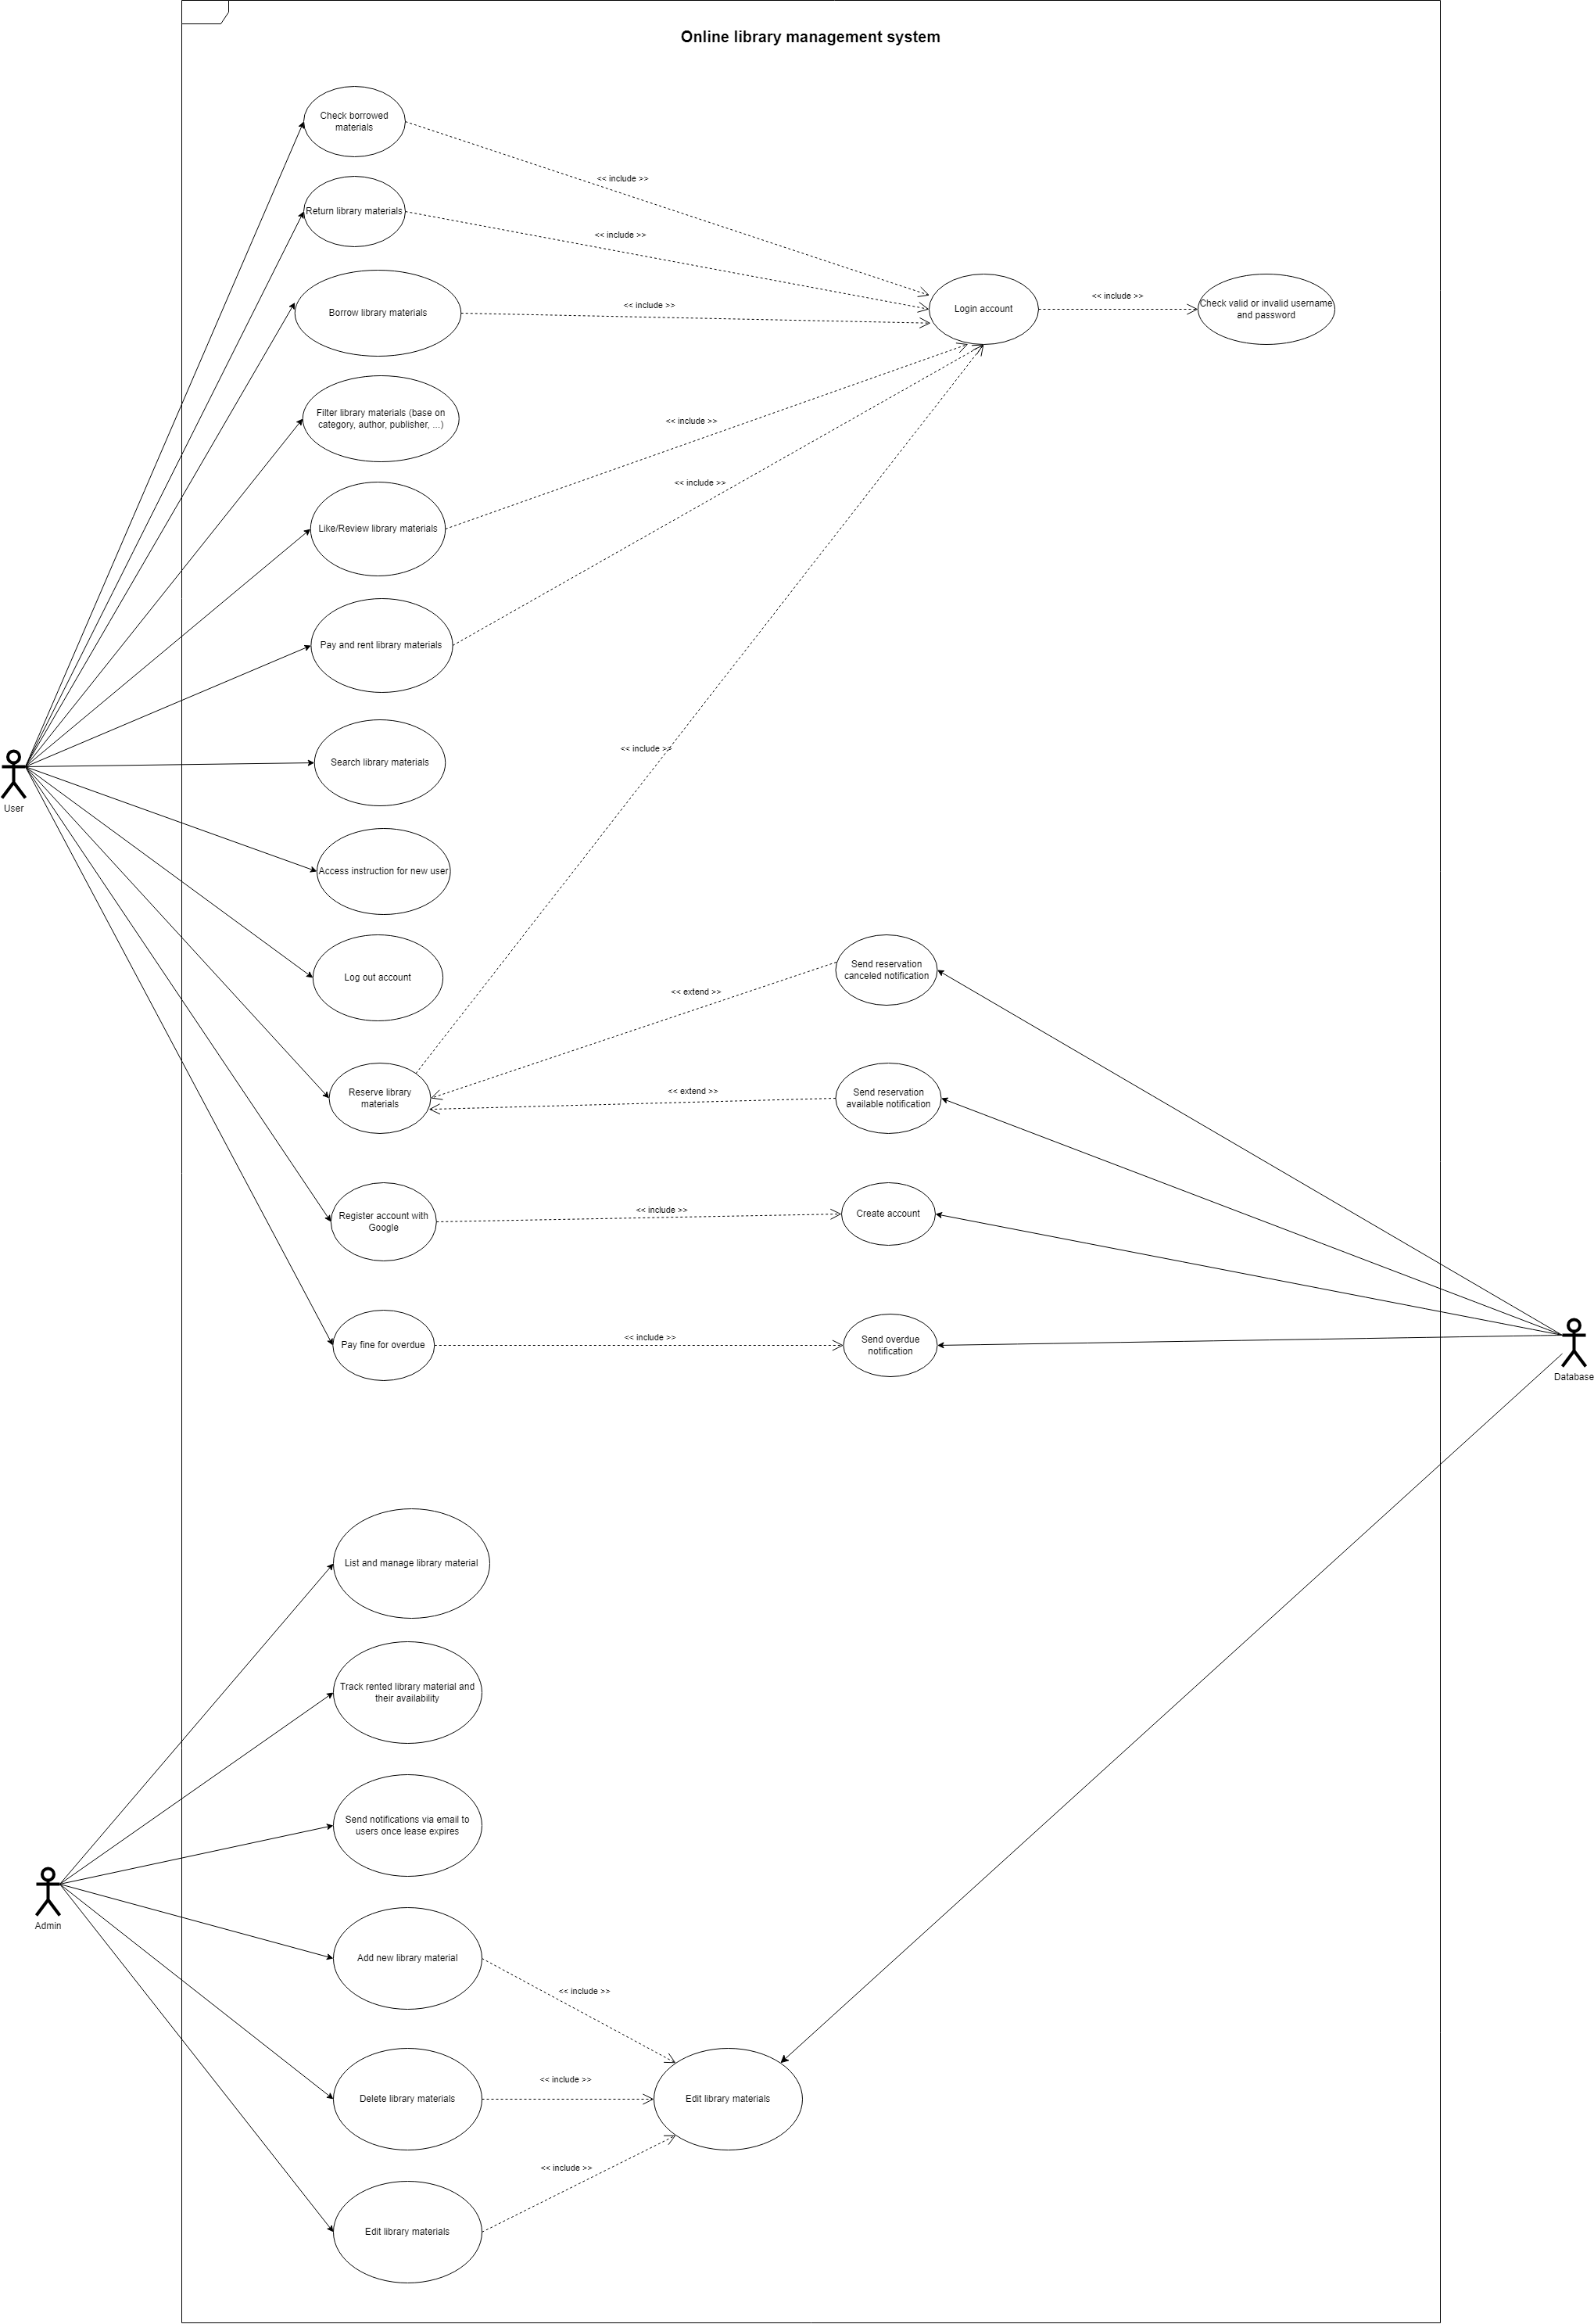 Online library management system
Check borrowed
materials
<< include >>
Return library materials
<< include >>
Borrow library materials
<< include >>
Login account
<< include >>
Check valid or invalid username
and password
Filter library materials (base on
category, author, publisher, ...)
<< include >>
Like/Review library materials
<< include >>
Pay and rent library materials
<< include >>
Search library materials
User
Access instruction for new user
Log out account
Send reservation
canceled notification
<< extend >>
Reserve library
materials
<< extend >>
Send reservation
available notification
Register account with
Google
<< include >>
Create account
Pay fine for overdue
<< include >>
Send overdue
notification
Database
List and manage library material
Track rented library material and
their availability
Send notifications via email to
users once lease expires
Admin
Add new library material
<< include >>
Delete library materials
<< include >>
Edit library materials
<< include >>
Edit library materials